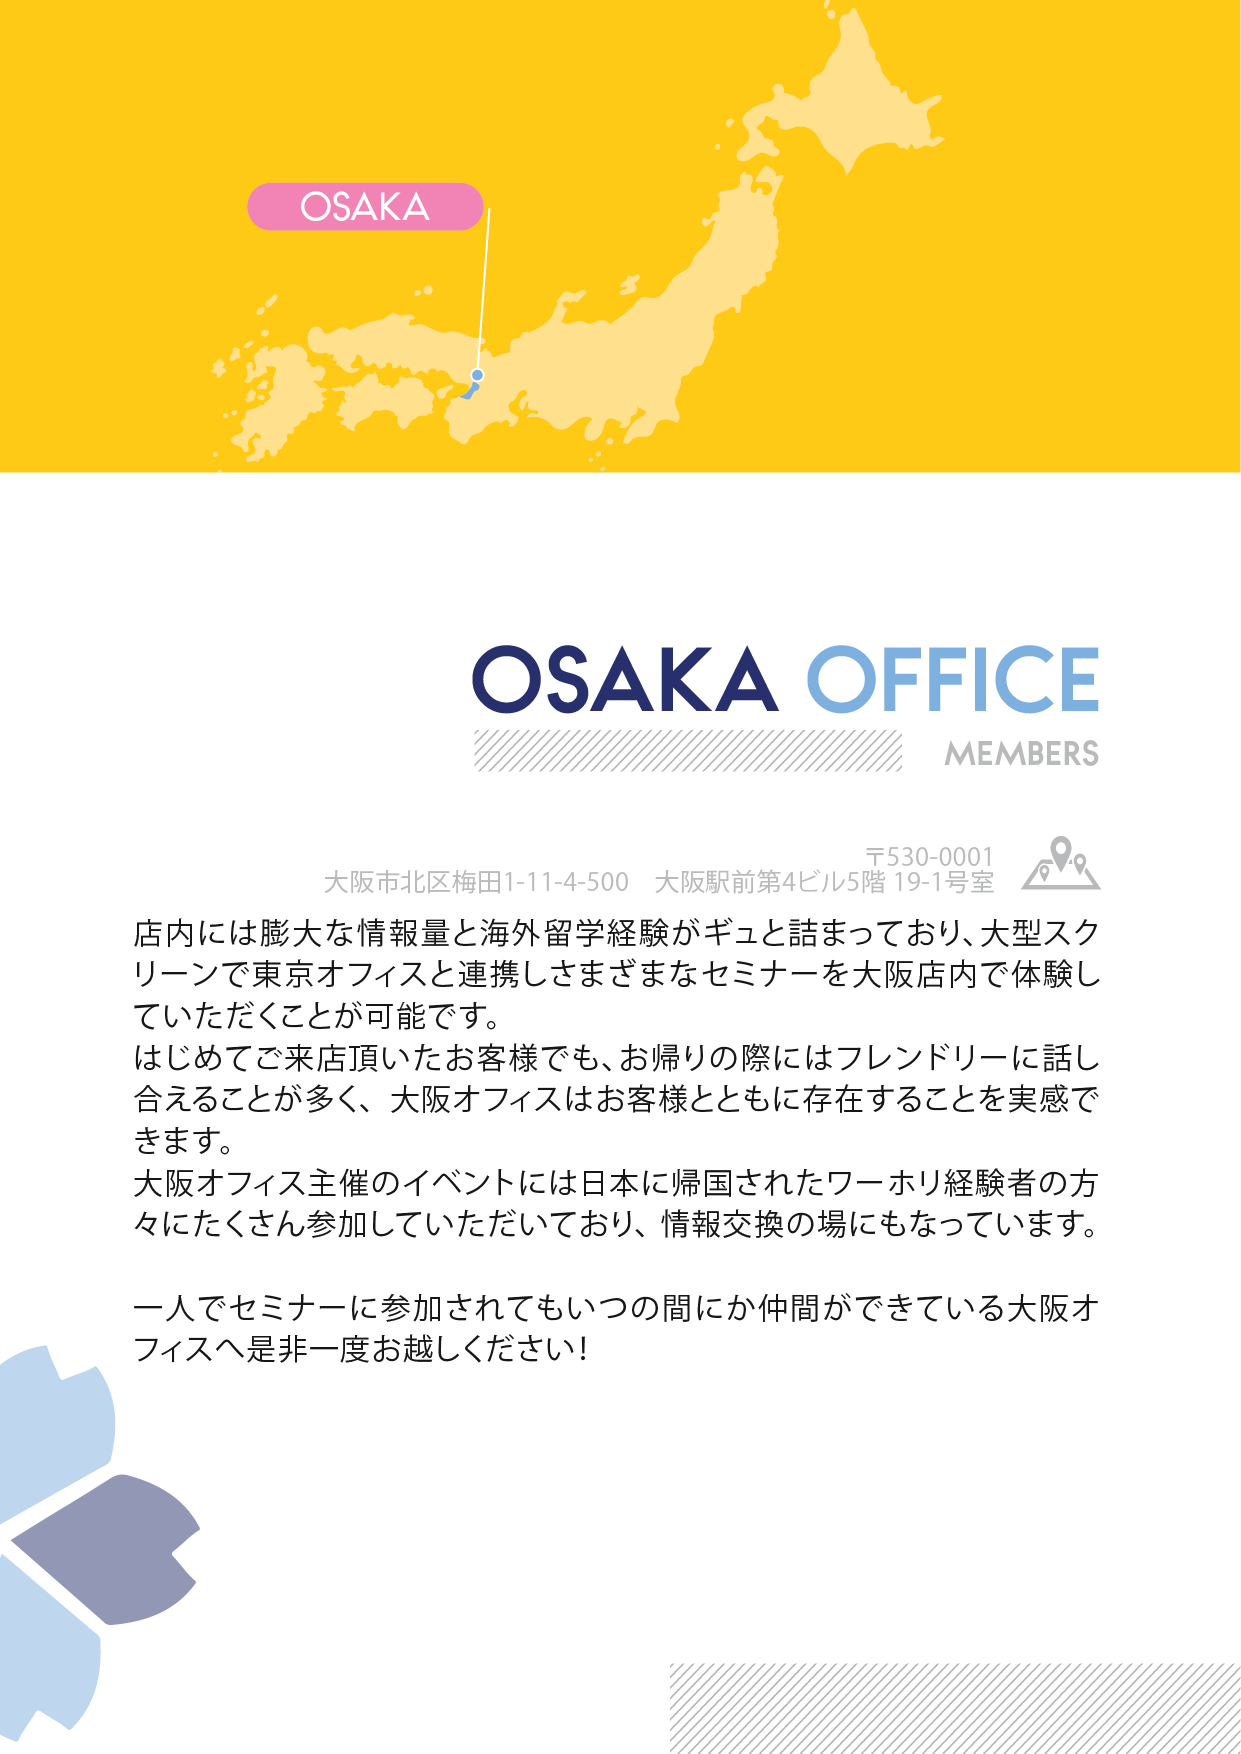 OSAKA
OSAKA OFFICE
MEMBERS
〒530-0001
大阪市北区梅田1-11-4-500　大阪駅前第4ビル5階 19-1号室
店内には膨大な情報量と海外留学経験がギュと詰まっており、大型スク
リーンで東京オフィスと連携しさまざまなセミナーを大阪店内で体験し
ていただくことが可能です。
はじめてご来店頂いたお客様でも、お帰りの際にはフレンドリーに話し
合えることが多く、大阪オフィスはお客様とともに存在することを実感で
きます。
大阪オフィス主催のイベントには日本に帰国されたワーホリ経験者の方
々にたくさん参加していただいており、情報交換の場にもなっています。
一人でセミナーに参加されてもいつの間にか仲間ができている大阪オ
フィスへ是非一度お越しください！